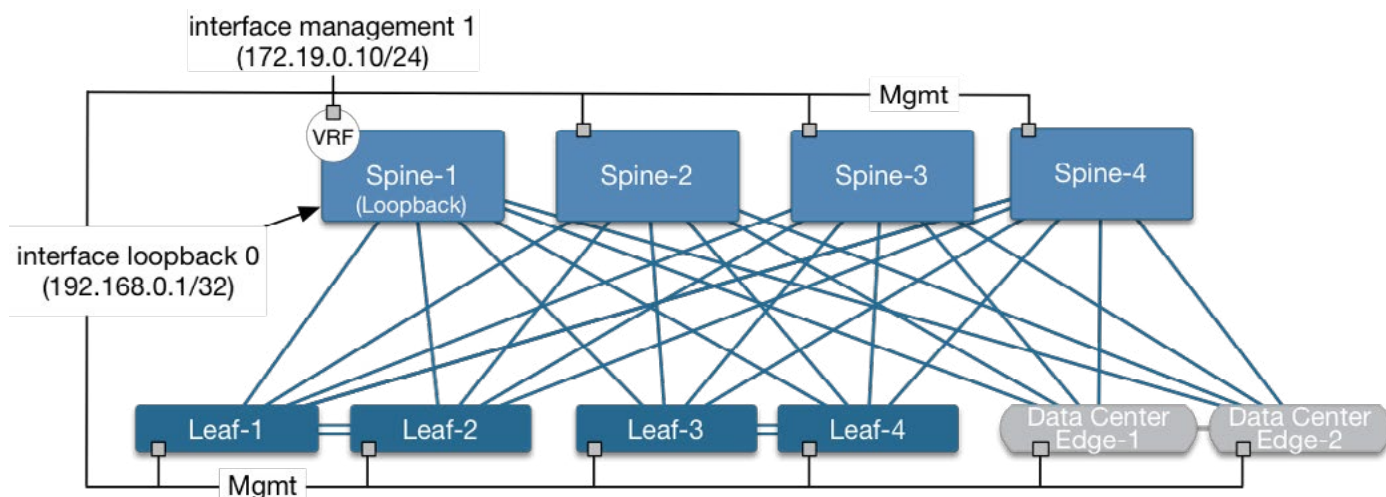 interface management 1
(172.19.0.10/24)
Mgmt
VRF
Spine-1
(Loopback)
Spine-2
Spine-3
Spine-4
interface loopback 0
(192.168.0.1/32)
Leaf-1
Leaf-2
Leaf-3
Leaf-4
Data Center
Edge-1
Data Center
Edge-2
Mgmt